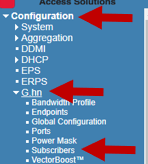 Access Solutions
Configuration
System
Aggregation
DDMI
DHCP
EPS
ERPS
G.hn
Bandwidth Profile
Endpoints
Global Configuration
Ports
Power Mask
Subscribers
VectorBoost™